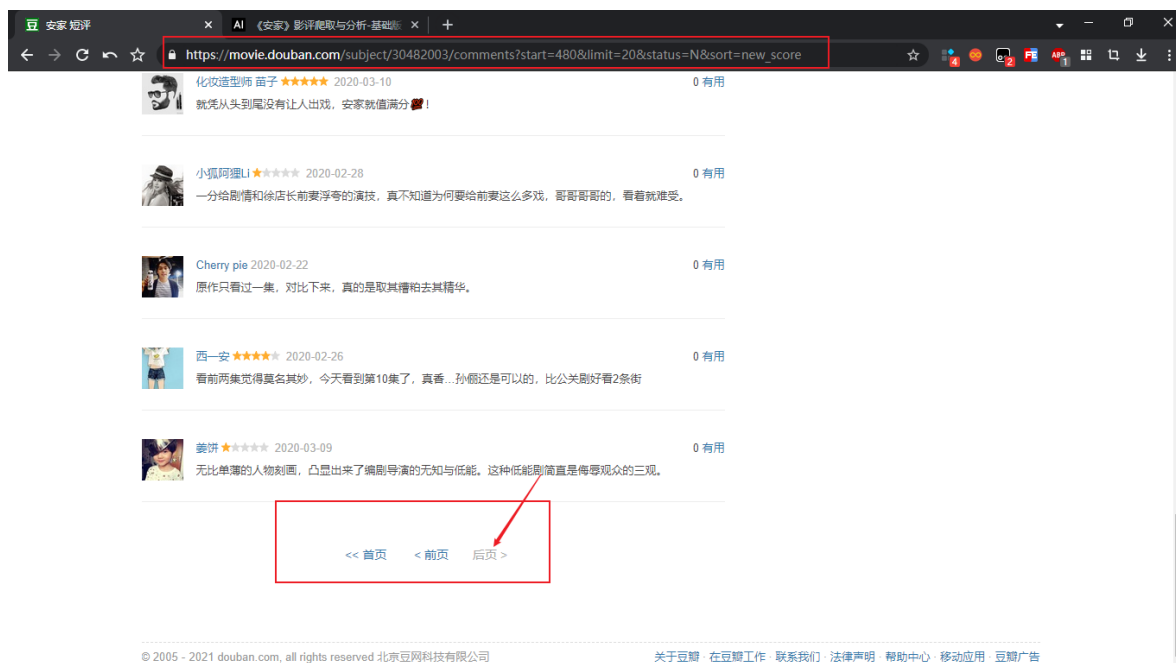 安家 短评
《安家》影评爬取与分析-基础版
https://movie.douban.com/subject/30482003/comments?start=480&limit=20&status=N&sort=new_score
化妆造型师 苗子 2020-03-10 0 有用
就凭从头到尾没有让人出戏，安家就值满分！
小狐阿狸Li 2020-02-28 0 有用
一分给剧情和徐店长前妻浮夸的演技，真不知道为何要给前妻这么多戏，哥哥哥哥的，看着就难受。
Cherry pie 2020-02-22 0 有用
原作只看过一集，对比下来，真的是取其糟粕去其精华。
西一安 2020-02-26 0 有用
看前两集觉得莫名其妙，今天看到第10集了，真香...孙俪还是可以的，比公关剧好看2条街
姜饼 2020-03-09 0 有用
无比单薄的人物刻画，凸显出来了编剧导演的无知与低能。这种低能剧简直是侮辱观众的三观。
<< 首页 < 前页 后页 >
© 2005 - 2021 douban.com, all rights reserved 北京豆网科技有限公司 关于豆瓣 · 在豆瓣工作 · 联系我们 · 法律声明 · 帮助中心 · 移动应用 · 豆瓣广告